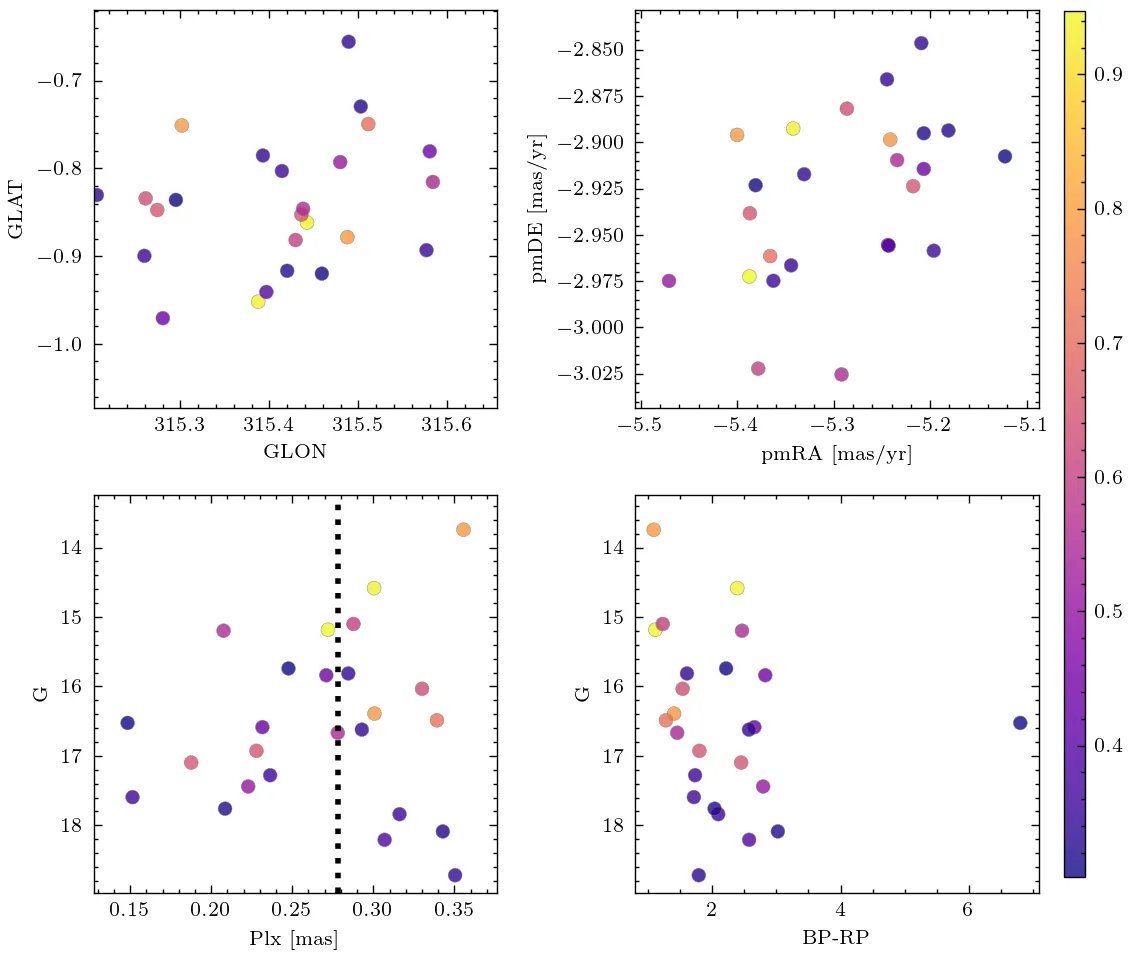 −0.7
−0.8
−0.9
−1.0
GLAT
315.3 315.4 315.5 315.6
GLON
−2.850
−2.875
−2.900
−2.925
−2.950
−2.975
−3.000
−3.025
pmDE [mas/yr]
−5.5 −5.4 −5.3 −5.2 −5.1
pmRA [mas/yr]
0.9
0.8
0.7
0.6
0.5
0.4
14
15
16
17
18
G
0.15 0.20 0.25 0.30 0.35
Plx [mas]
14
15
16
17
18
G
2 4 6
BP-RP